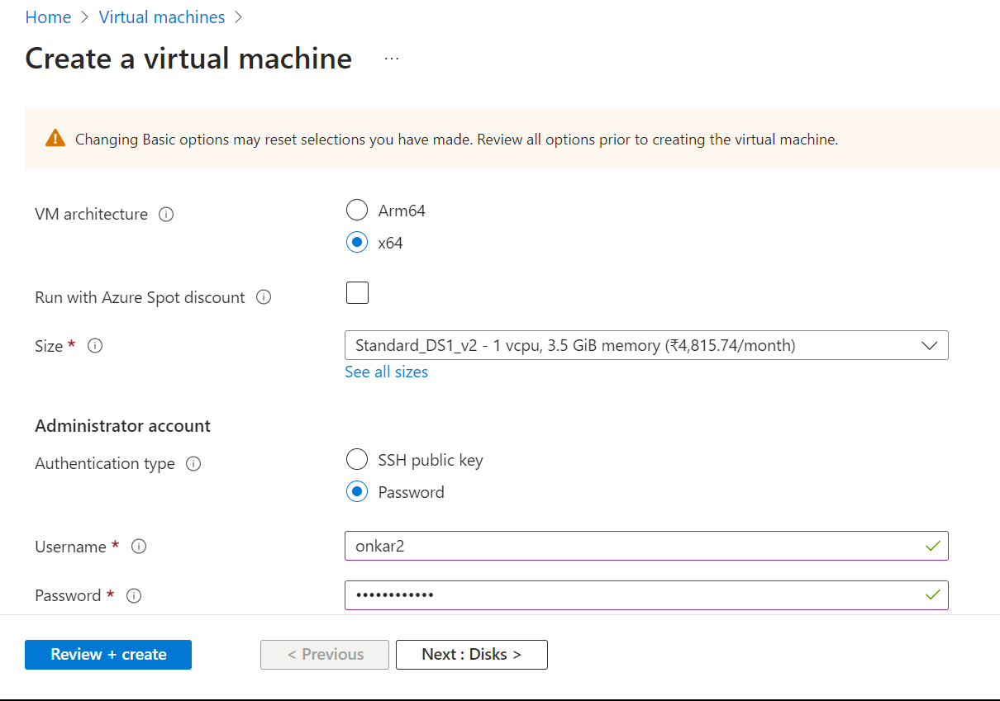 Home > Virtual machines >
Create a virtual machine ...
Changing Basic options may reset selections you have made. Review all options prior to creating the virtual machine.
VM architecture
Arm64
x64
Run with Azure Spot discount
Size *
Standard_DS1_v2 - 1 vcpu, 3.5 GiB memory (₹4,815.74/month)
See all sizes
Administrator account
Authentication type
SSH public key
Password
Username *
onkar2
Password *
••••••••••••
Review + create
< Previous
Next : Disks >